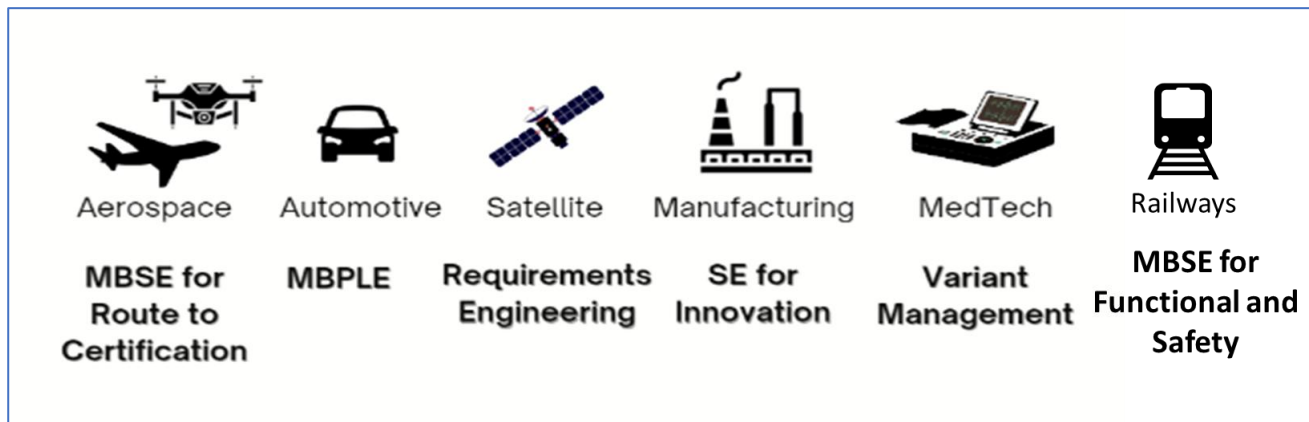 Aerospace
MBSE for
Route to
Certification
Automotive
MBPLE
Satellite
Requirements
Engineering
Manufacturing
SE for
Innovation
MedTech
Variant
Management
Railways
MBSE for
Functional and
Safety